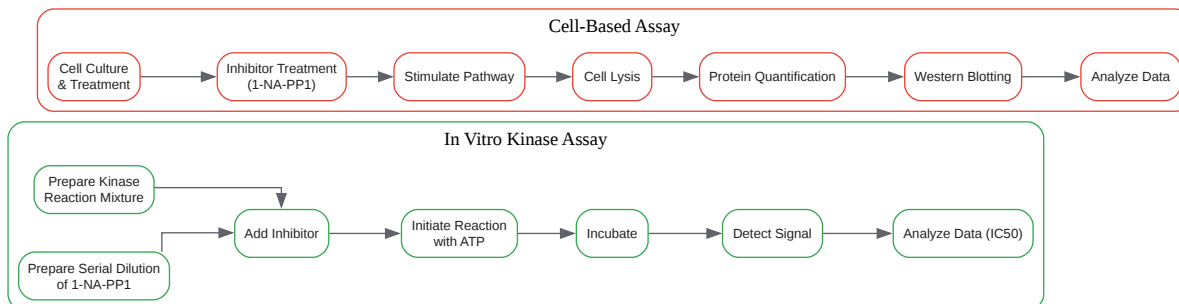 Cell-Based Assay
Cell Culture
& Treatment
Inhibitor Treatment
(1-NA-PP1)
Stimulate Pathway
Cell Lysis
Protein Quantification
Western Blotting
Analyze Data
In Vitro Kinase Assay
Prepare Kinase
Reaction Mixture
Prepare Serial Dilution
of 1-NA-PP1
Add Inhibitor
Initiate Reaction
with ATP
Incubate
Detect Signal
Analyze Data (IC50)